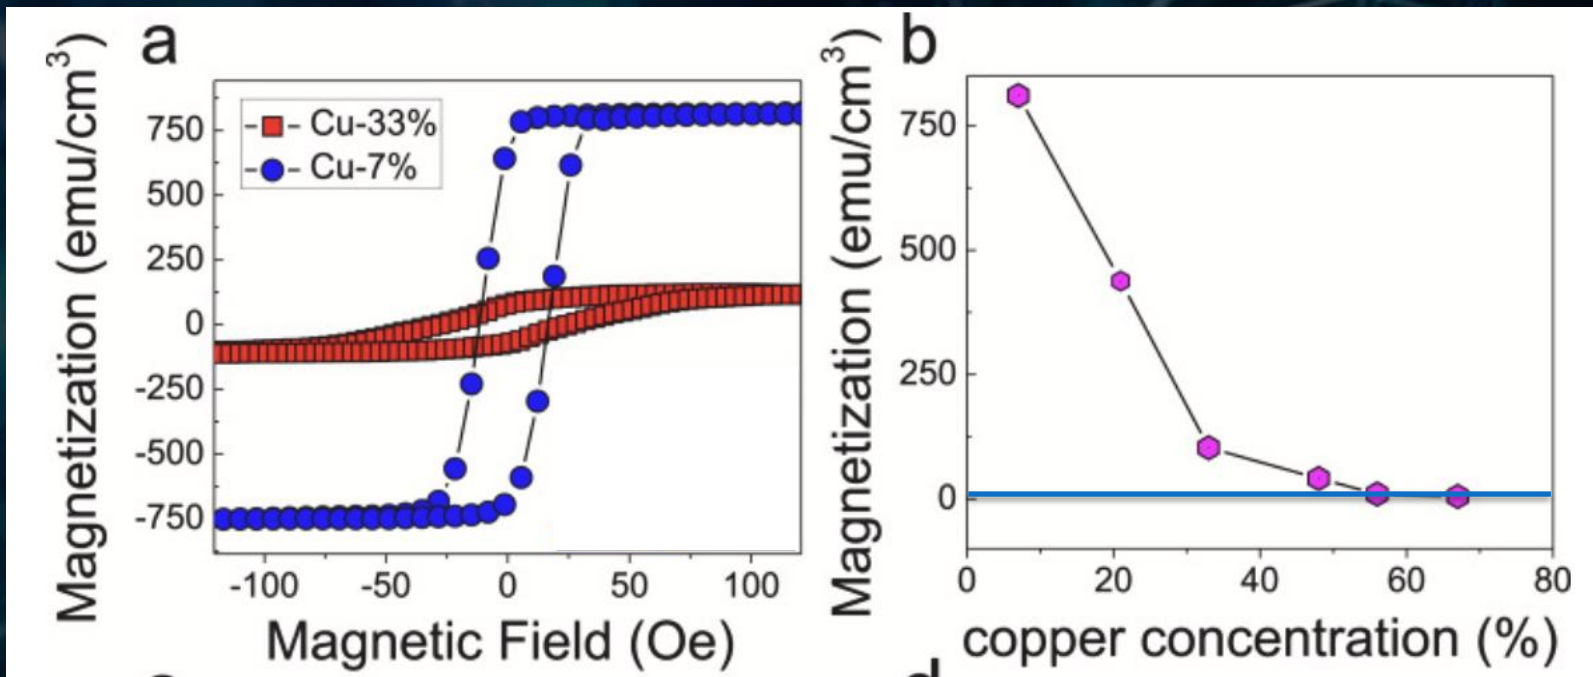 a
Magnetization (emu/cm³)
750
500
250
0
-250
-500
-750
Cu-33%
Cu-7%
-100
-50
0
50
100
Magnetic Field (Oe)
b
Magnetization (emu/cm³)
750
500
250
0
0
20
40
60
80
copper concentration (%)